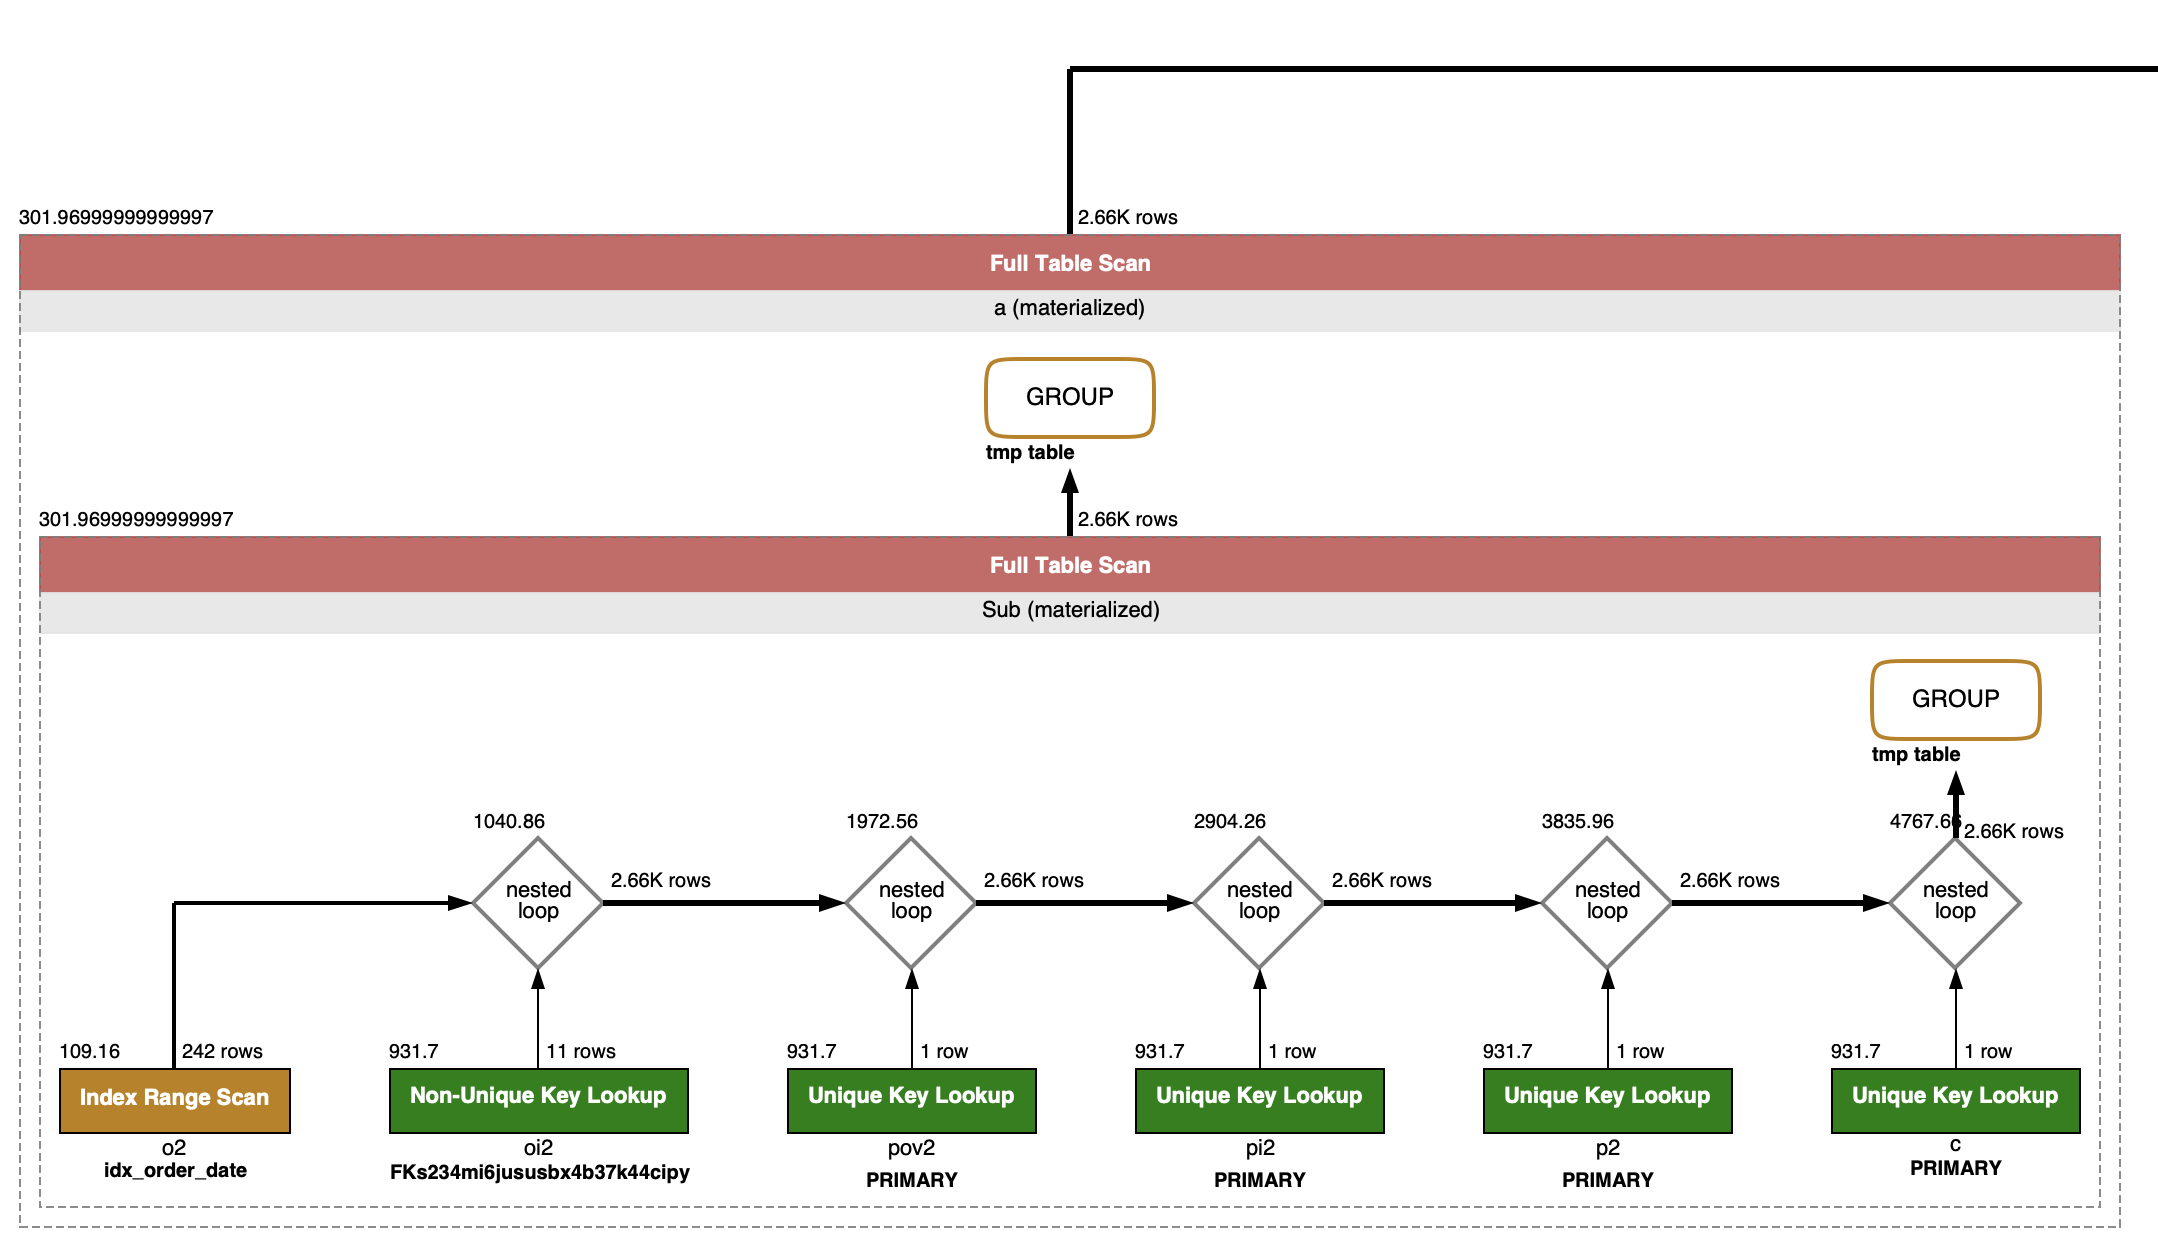 301.96999999999997
2.66K rows
Full Table Scan
a (materialized)
GROUP
tmp table
301.96999999999997
2.66K rows
Full Table Scan
Sub (materialized)
GROUP
tmp table
1040.86
1972.56
2904.26
3835.96
4767.66
2.66K rows
nested
loop
2.66K rows
nested
loop
2.66K rows
nested
loop
2.66K rows
nested
loop
2.66K rows
nested
loop
109.16
242 rows
931.7
11 rows
931.7
1 row
931.7
1 row
931.7
1 row
931.7
1 row
Index Range Scan
Non-Unique Key Lookup
Unique Key Lookup
Unique Key Lookup
Unique Key Lookup
Unique Key Lookup
o2
oi2
pov2
pi2
p2
c
idx_order_date
FKs234mi6jususbx4b37k44cipy
PRIMARY
PRIMARY
PRIMARY
PRIMARY